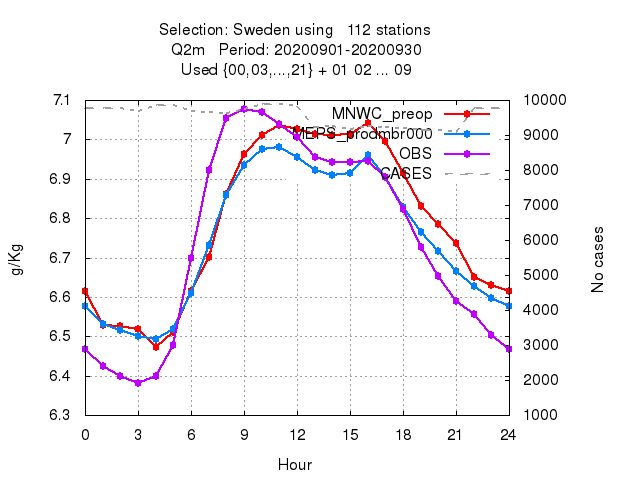 Selection: Sweden using   112 stations
Q2m   Period: 20200901-20200930
Used {00,03,...,21} + 01 02 ... 09
MNWC_preop
MEPS_prodmbr000
OBS
CASES
7.1
7
6.9
6.8
6.7
6.6
6.5
6.4
6.3
g/Kg
10000
9000
8000
7000
6000
5000
4000
3000
2000
1000
No cases
0 3 6 9 12 15 18 21 24
Hour